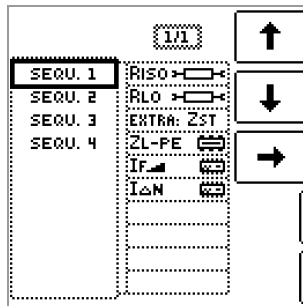 1/1
SEQU. 1
SEQU. 2
SEQU. 3
SEQU. 4
RISO
RLO
EXTRA: ZST
ZL-PE
IF
IΔN